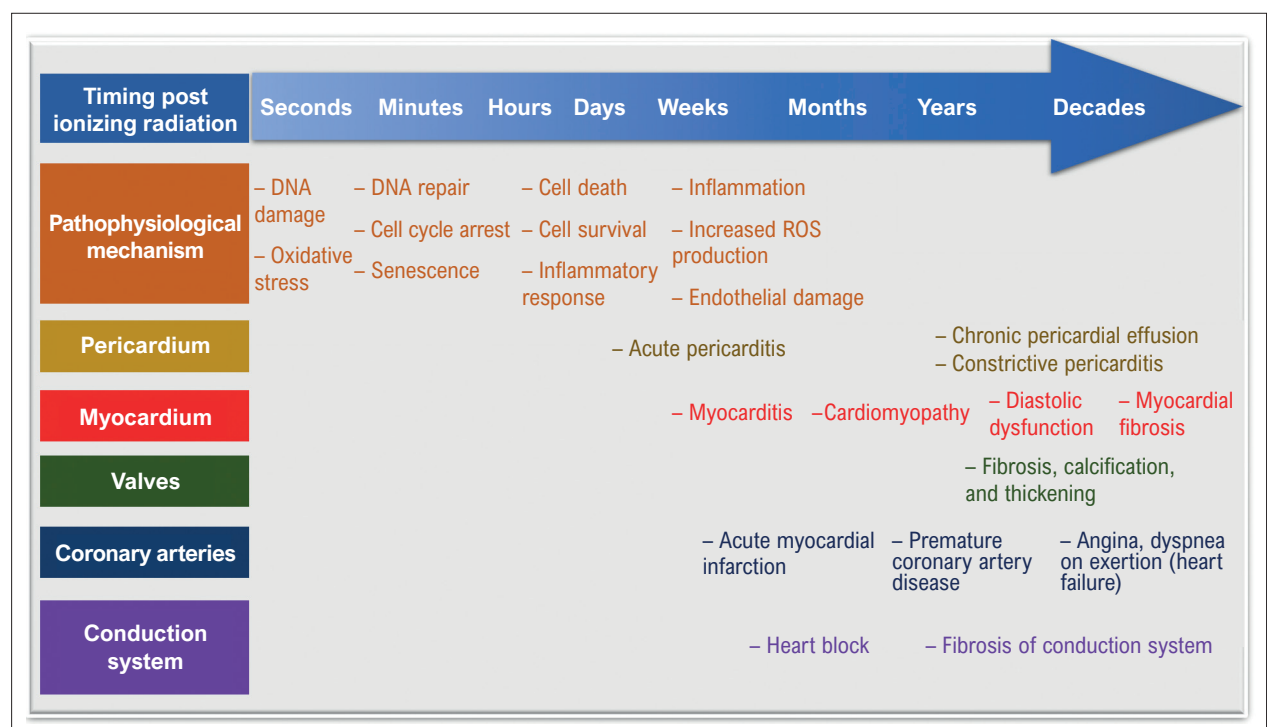 Timing post
ionizing radiation
Seconds Minutes Hours Days Weeks Months Years Decades
Pathophysiological
mechanism
– DNA
damage
– Oxidative
stress
– DNA repair
– Cell cycle arrest
– Senescence
– Cell death
– Cell survival
– Inflammatory
response
– Inflammation
– Increased ROS
production
– Endothelial damage
Pericardium
– Acute pericarditis
– Chronic pericardial effusion
– Constrictive pericarditis
Myocardium
– Myocarditis
–Cardiomyopathy
– Diastolic
dysfunction
– Myocardial
fibrosis
Valves
– Fibrosis, calcification,
and thickening
Coronary arteries
– Acute myocardial
infarction
– Premature
coronary artery
disease
– Angina, dyspnea
on exertion (heart
failure)
Conduction
system
– Heart block
– Fibrosis of conduction system